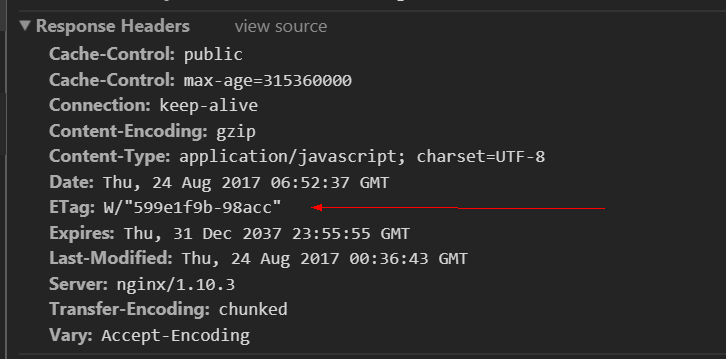 Response Headers view source
Cache-Control: public
Cache-Control: max-age=315360000
Connection: keep-alive
Content-Encoding: gzip
Content-Type: application/javascript; charset=UTF-8
Date: Thu, 24 Aug 2017 06:52:37 GMT
ETag: W/"599e1f9b-98acc"
Expires: Thu, 31 Dec 2037 23:55:55 GMT
Last-Modified: Thu, 24 Aug 2017 00:36:43 GMT
Server: nginx/1.10.3
Transfer-Encoding: chunked
Vary: Accept-Encoding